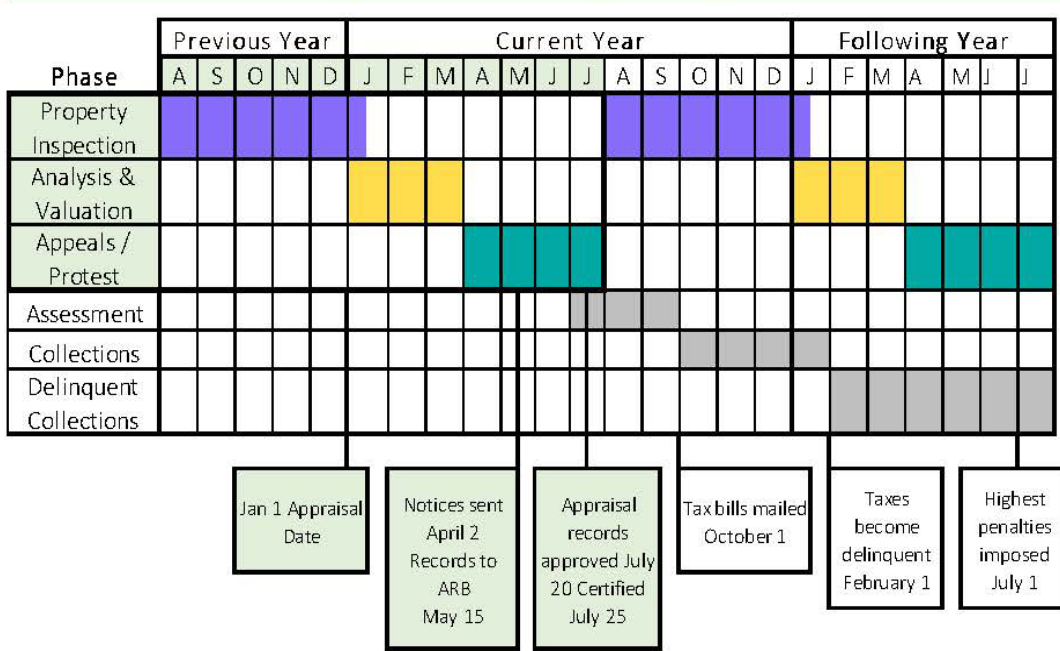 Previous Year Current Year Following Year
Phase A S O N D J F M A M J J A S O N D J F M A M J J
Property
Inspection
Analysis &
Valuation
Appeals /
Protest
Assessment
Collections
Delinquent
Collections
Jan 1 Appraisal
Date
Notices sent
April 2
Records to
ARB
May 15
Appraisal
records
approved July
20 Certified
July 25
Tax bills mailed
October 1
Taxes
become
delinquent
February 1
Highest
penalties
imposed
July 1